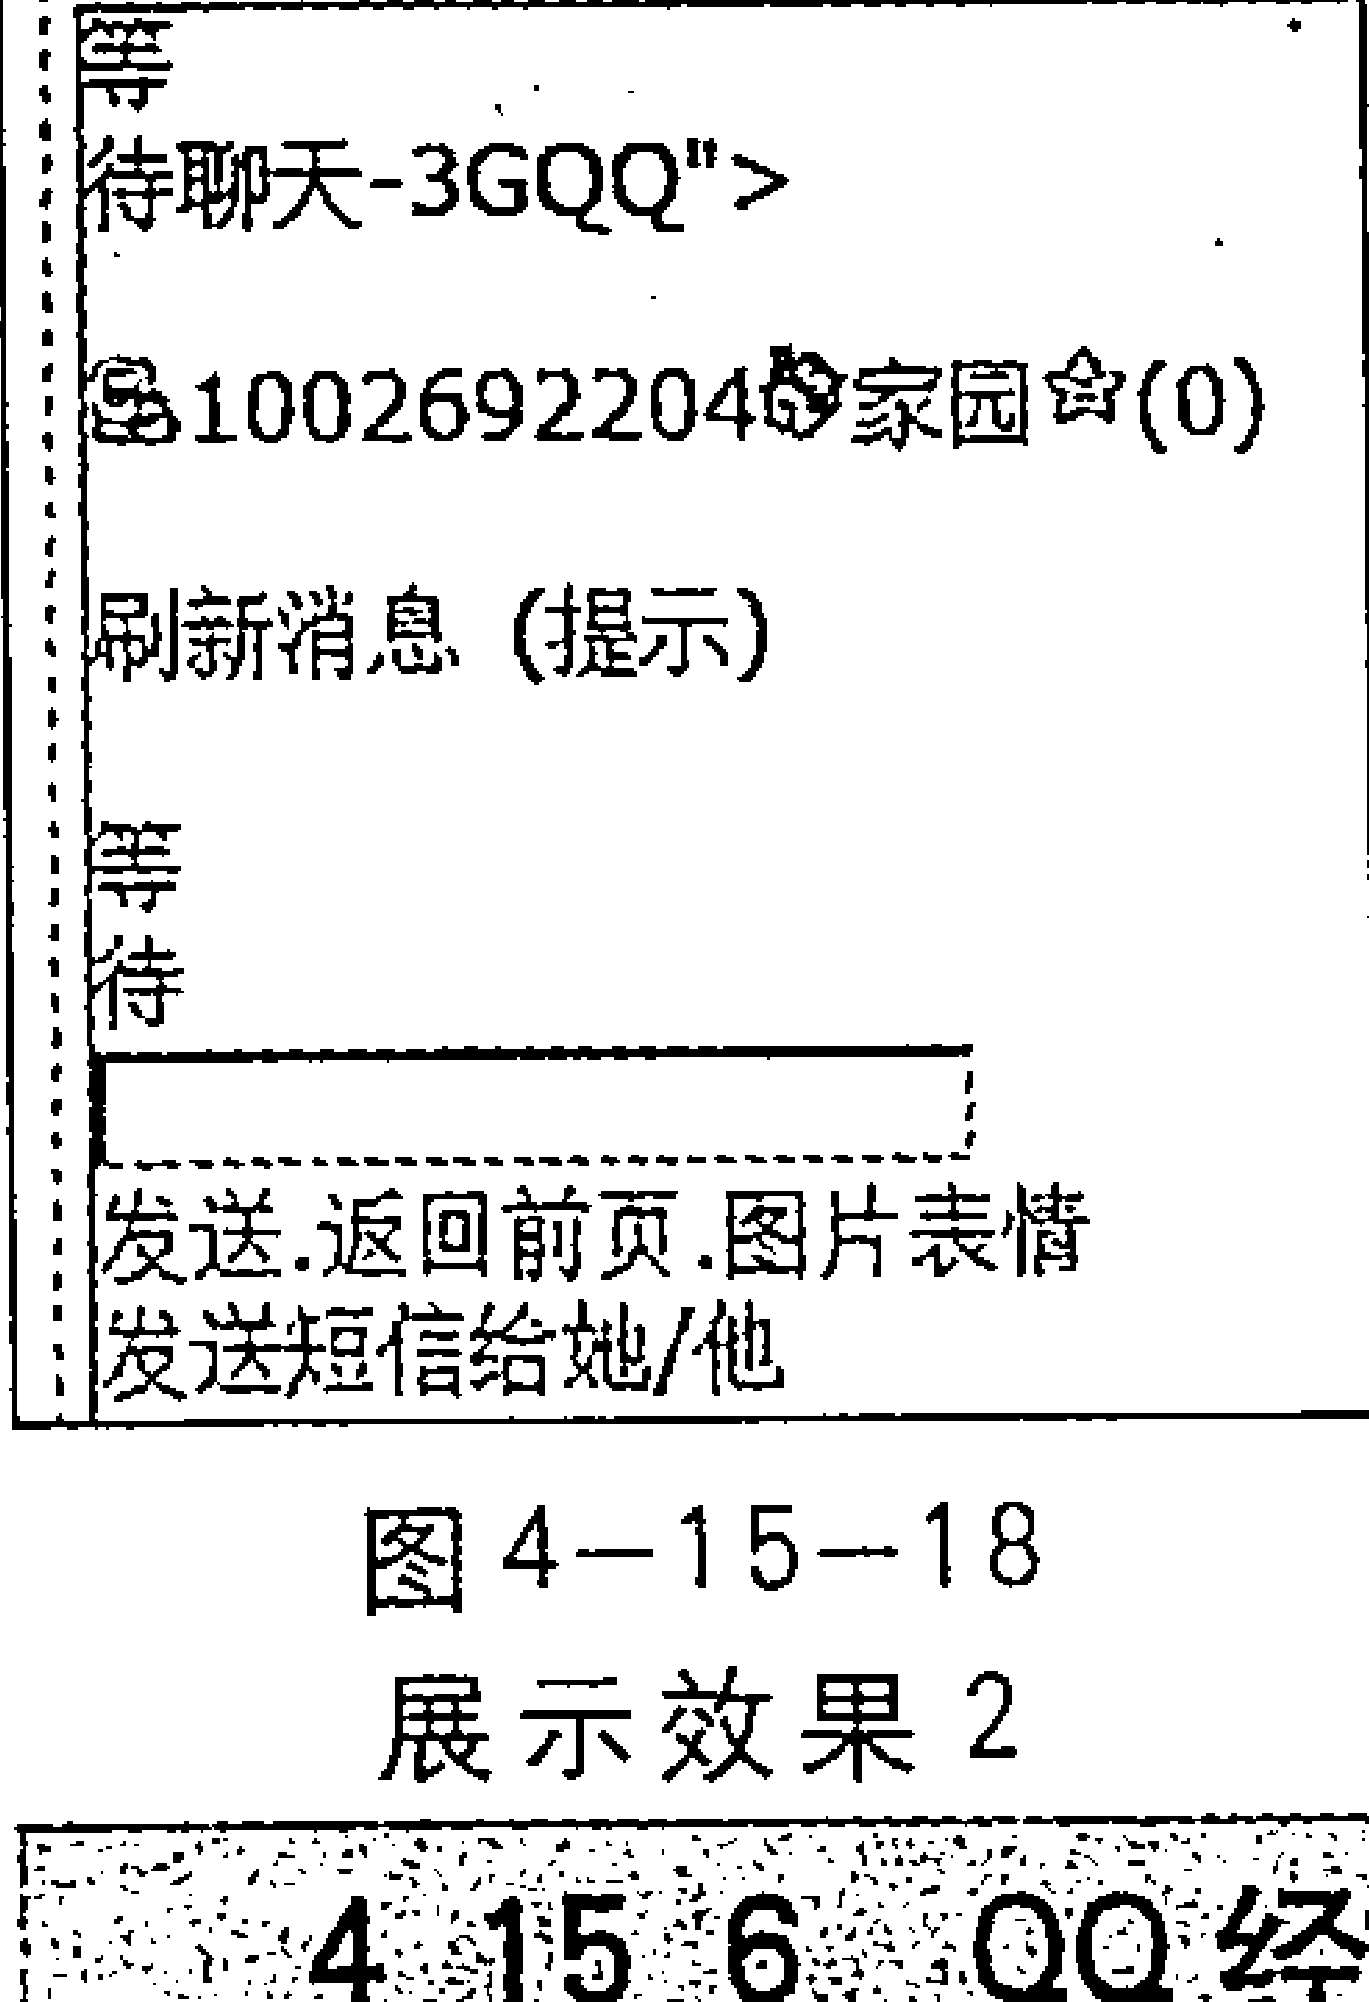 等
待聊天-3GQQ">
1002692204家园(0)
刷新消息 (提示)
等
待
发送.返回前页.图片表情
发送短信给她/他
图 4-15-18
展示效果 2
4 15 6 QQ 经